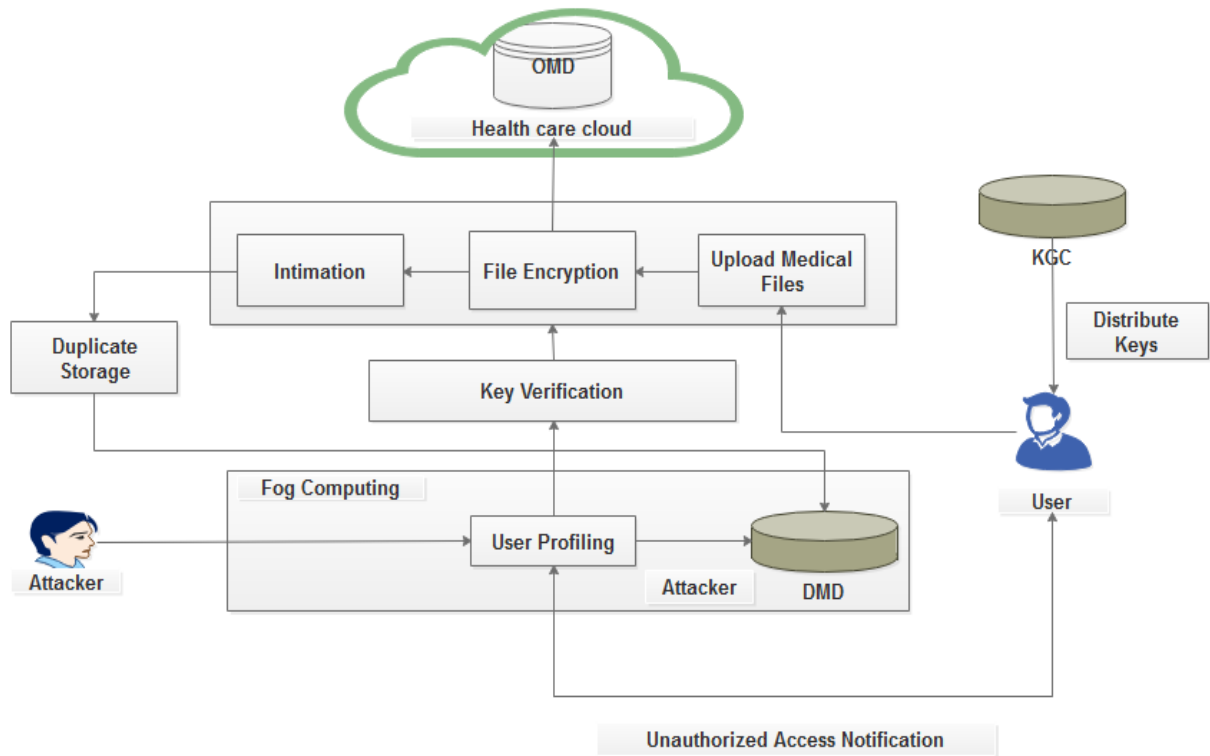 OMD
Health care cloud
KGC
Intimation
File Encryption
Upload Medical
Files
Distribute
Keys
Duplicate
Storage
Key Verification
Fog Computing
User
User Profiling
Attacker
Attacker
DMD
Unauthorized Access Notification